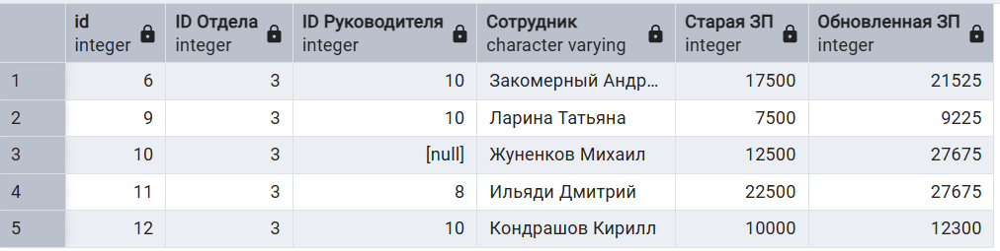 id ID Отдела ID Руководителя Сотрудник Старая ЗП Обновленная ЗП
integer integer integer character varying integer integer
1 6 3 10 Закомерный Андр... 17500 21525
2 9 3 10 Ларина Татьяна 7500 9225
3 10 3 [null] Жуненков Михаил 12500 27675
4 11 3 8 Ильяди Дмитрий 22500 27675
5 12 3 10 Кондрашов Кирилл 10000 12300